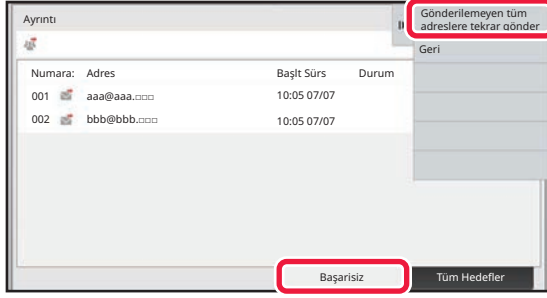 Ayrıntı
Gönderilemeyen tüm
adreslere tekrar gönder
Geri
Numara: Adres Başlt Sürs Durum
001 aaa@aaa.□□□ 10:05 07/07
002 bbb@bbb.□□□ 10:05 07/07
Başarisiz Tüm Hedefler